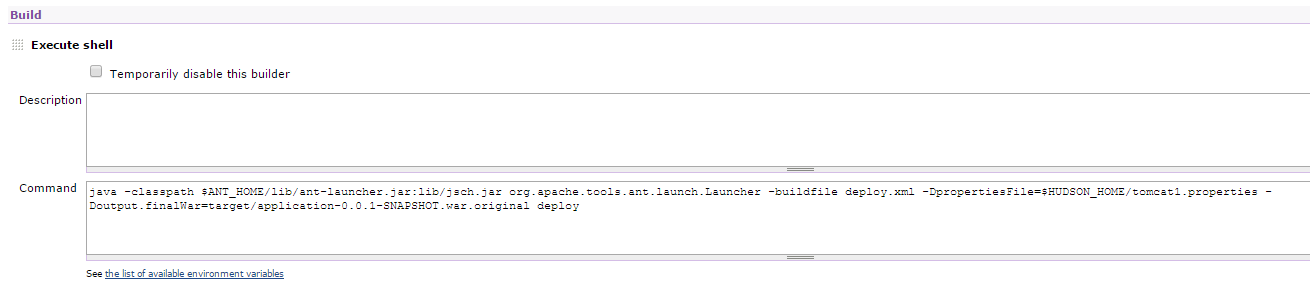 Build
Execute shell
Temporarily disable this builder
Description
Command
java -classpath $ANT_HOME/lib/ant-launcher.jar:lib/jsch.jar org.apache.tools.ant.launch.Launcher -buildfile deploy.xml -DpropertiesFile=$HUDSON_HOME/tomcat1.properties -
Doutput.finalWar=target/application-0.0.1-SNAPSHOT.war.original deploy
See the list of available environment variables